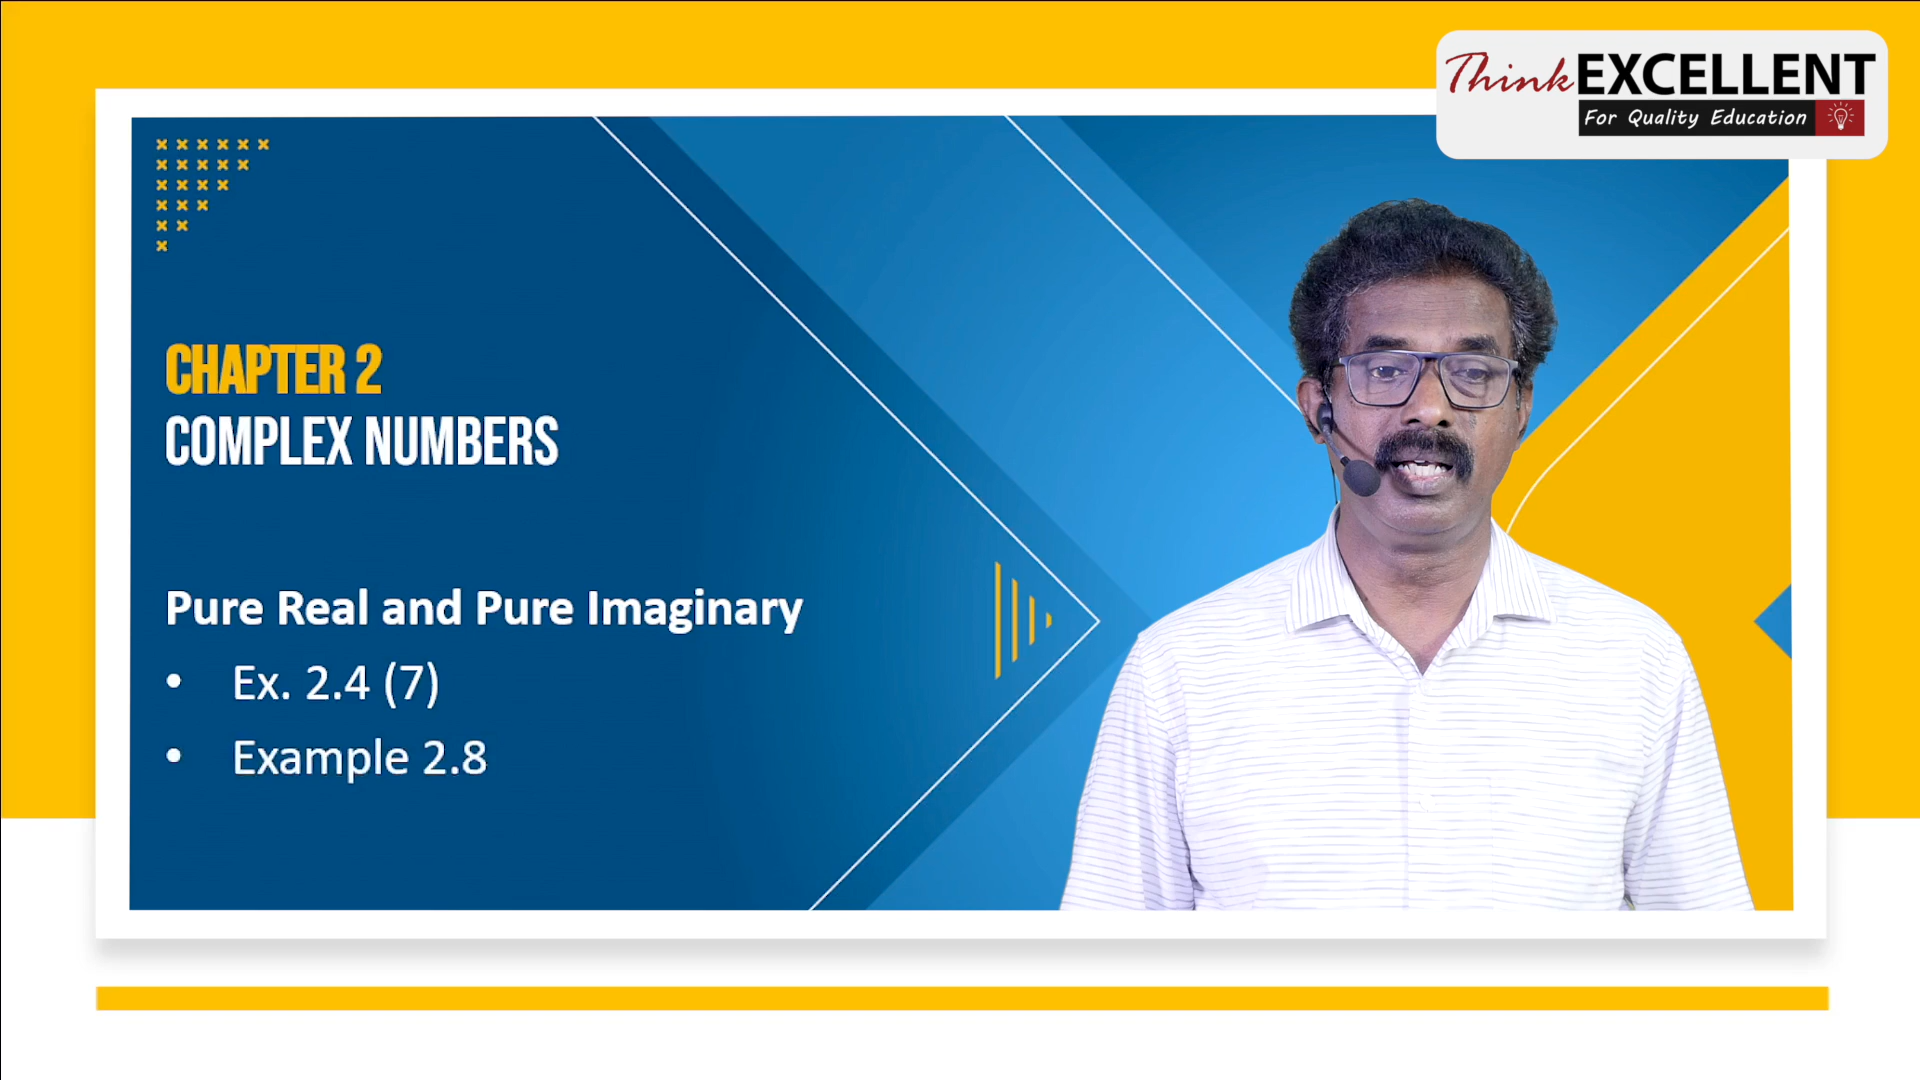 Think EXCELLENT
For Quality Education
CHAPTER 2
COMPLEX NUMBERS
Pure Real and Pure Imaginary
• Ex. 2.4 (7)
• Example 2.8